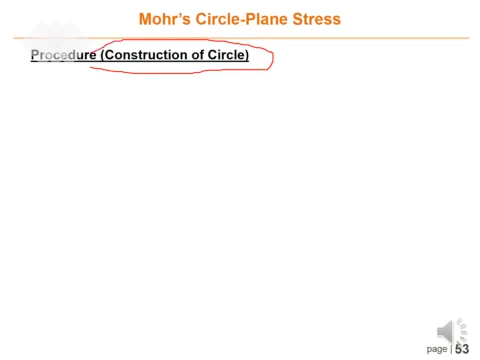 Mohr's Circle-Plane Stress
Procedure (Construction of Circle)
page | 53